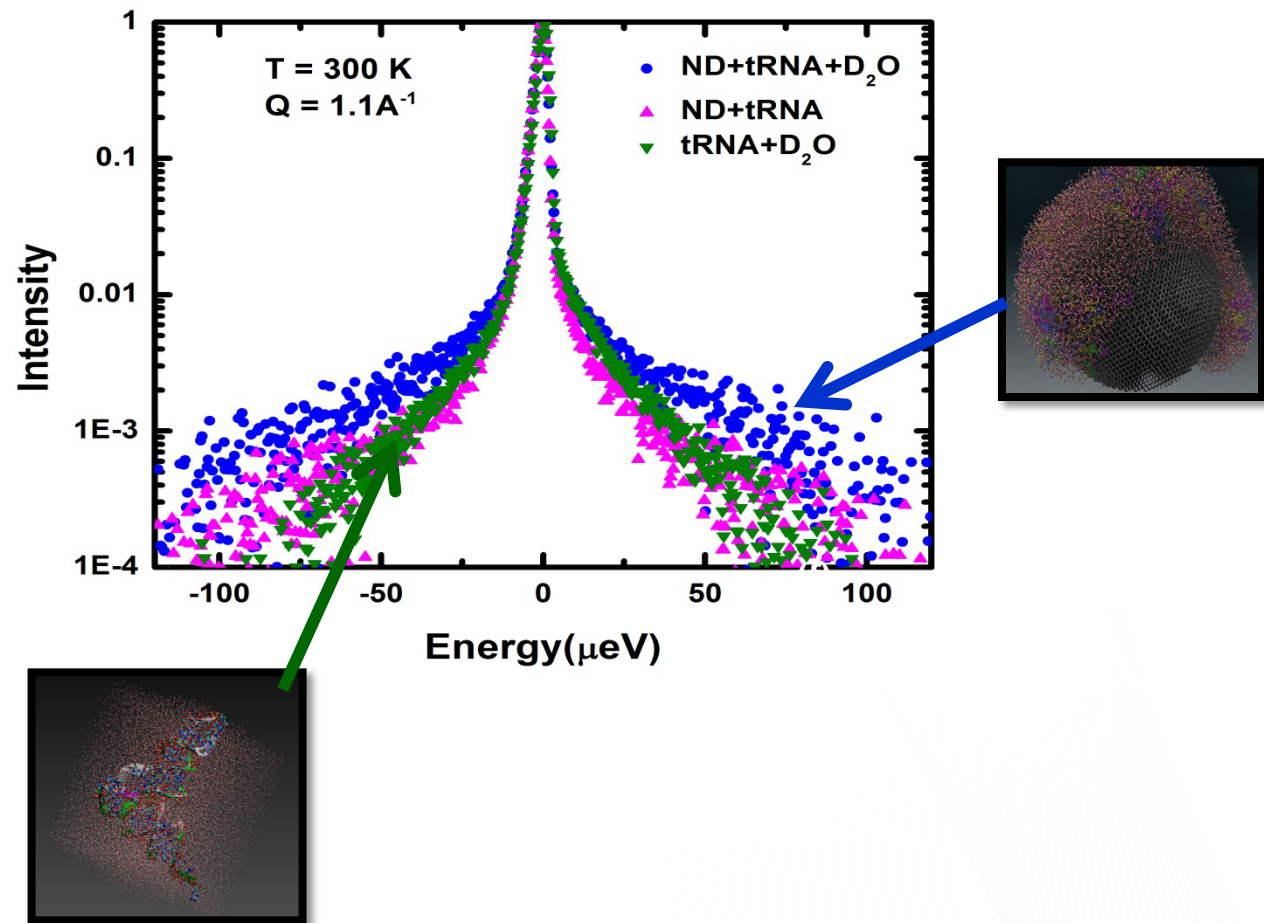 1
0.1
0.01
1E-3
1E-4
Intensity
T = 300 K
Q = 1.1A⁻¹
ND+tRNA+D₂O
ND+tRNA
tRNA+D₂O
-100 -50 0 50 100
Energy(μeV)